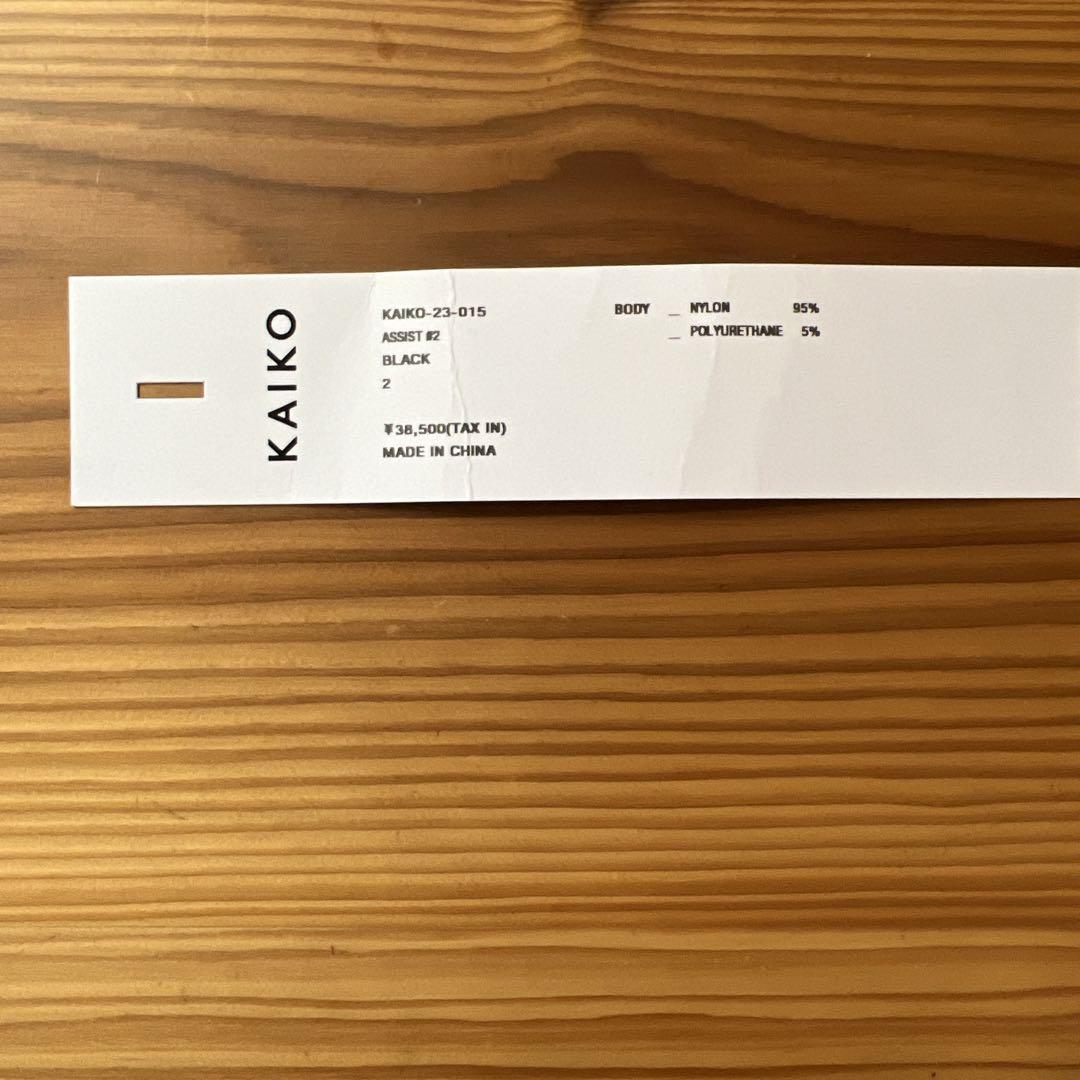 KAIKO
KAIKO-23-015
ASSIST #2
BLACK
2
¥38,500(TAX IN)
MADE IN CHINA
BODY _ NYLON 95%
_ POLYURETHANE 5%